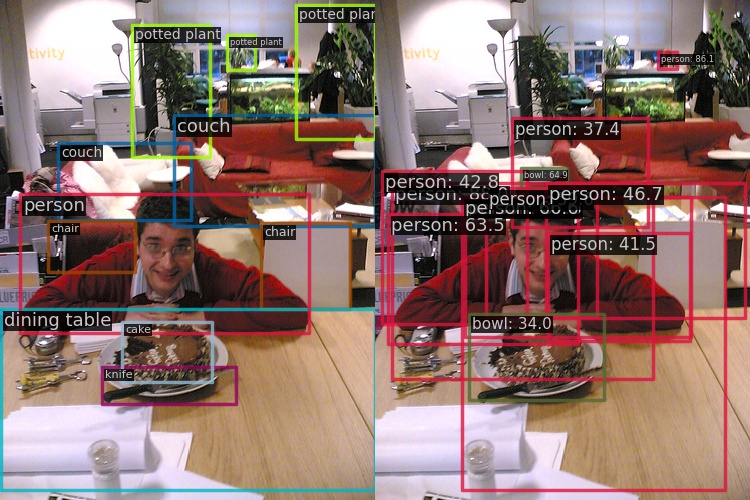 potted plant
potted plant
potted plant
tivity
couch
couch
person
chair
chair
dining table
cake
knife
tivity
person: 86.1
person: 37.4
bowl: 64.9
person: 42.8
person
person: 46.7
person: 63.5
person: 41.5
bowl: 34.0